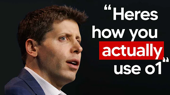 “Heres
how you
actually
use o1”